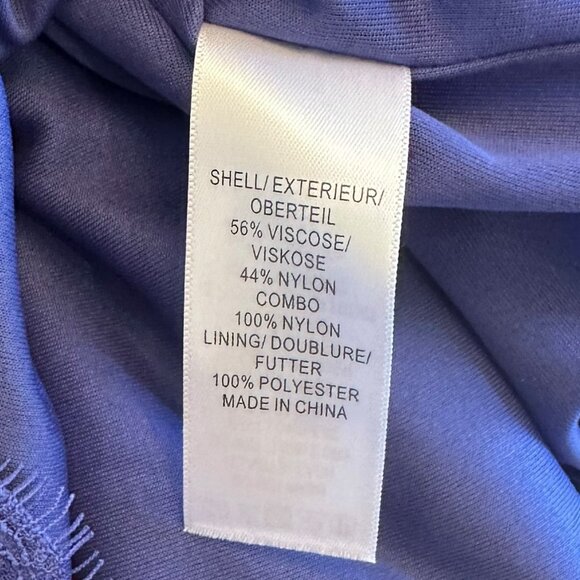 SHELL/ EXTERIEUR/
OBERTEIL
56% VISCOSE/
VISKOSE
44% NYLON
COMBO
100% NYLON
LINING/ DOUBLURE/
FUTTER
100% POLYESTER
MADE IN CHINA